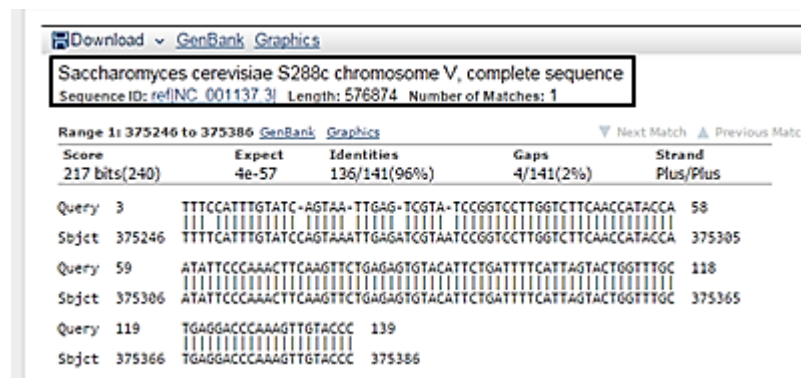 Download GenBank Graphics
Saccharomyces cerevisiae S288c chromosome V, complete sequence
Sequence ID: ref|NC_001137.3| Length: 576874 Number of Matches: 1
Range 1: 375246 to 375386 GenBank Graphics Next Match Previous Matc
Score Expect Identities Gaps Strand
217 bits(240) 4e-57 136/141(96%) 4/141(2%) Plus/Plus
Query 3 TTTCCATTTGTATC-AGTAA-TTGAG-TCGTA-TCCGGTCCTTGGTCTTCAACCATACCA 58
Sbjct 375246 TTTTCATTTGTATCCAGTAAATTGAGATCGTAATCCGGTCCTTGGTCTTCAACCATACCA 375305
Query 59 ATATTCCCAAACTTCAAGTTCTGAGAGTGTACATTCTGATTTTCATTAGTACTGGTTTGC 118
Sbjct 375306 ATATTCCCAAACTTCAAGTTCTGAGAGTGTACATTCTGATTTTCATTAGTACTGGTTTGC 375365
Query 119 TGAGGACCCAAAGTTGTACCC 139
Sbjct 375366 TGAGGACCCAAAGTTGTACCC 375386